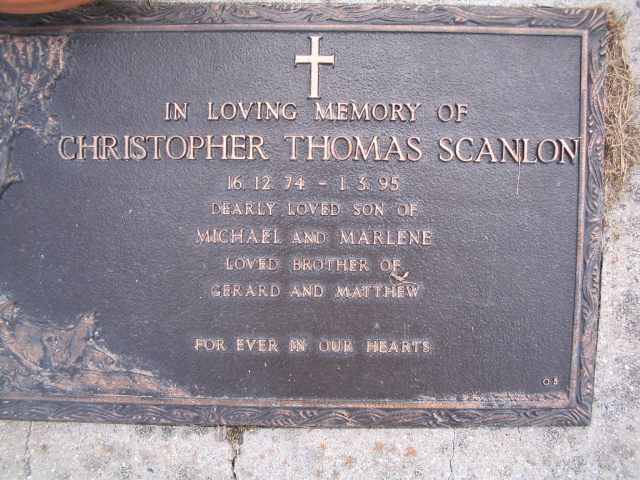 IN LOVING MEMORY OF
CHRISTOPHER THOMAS SCANLON
16.12.74 - 1.3.95
DEARLY LOVED SON OF
MICHAEL AND MARLENE
LOVED BROTHER OF
GERARD AND MATTHEW
FOR EVER IN OUR HEARTS
O5